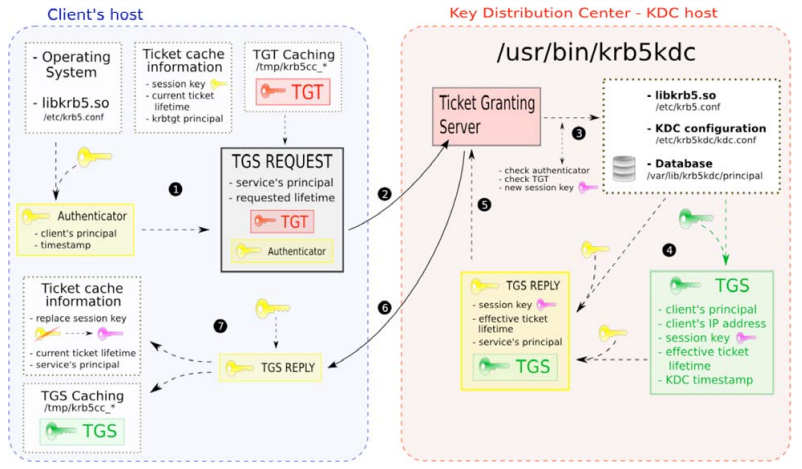 Client's host
Key Distribution Center - KDC host
- Operating
System
- libkrb5.so
/etc/krb5.conf
Ticket cache
information
- session key
- current ticket
lifetime
- krbtgt principal
TGT Caching
/tmp/krb5cc_*
TGT
/usr/bin/krb5kdc
Ticket Granting
Server
3
- check authenticator
- check TGT
- new session key
- libkrb5.so
/etc/krb5.conf
- KDC configuration
/etc/krb5kdc/kdc.conf
- Database
/var/lib/krb5kdc/principal
1
Authenticator
- client's principal
- timestamp
TGS REQUEST
- service's principal
- requested lifetime
TGT
Authenticator
2
5
4
Ticket cache
information
- replace session key
- current ticket lifetime
- service's principal
7
TGS REPLY
6
TGS REPLY
- session key
- effective ticket
lifetime
- service's principal
TGS
TGS
- client's principal
- client's IP address
- session key
- effective ticket
lifetime
- KDC timestamp
TGS Caching
/tmp/krb5cc_*
TGS